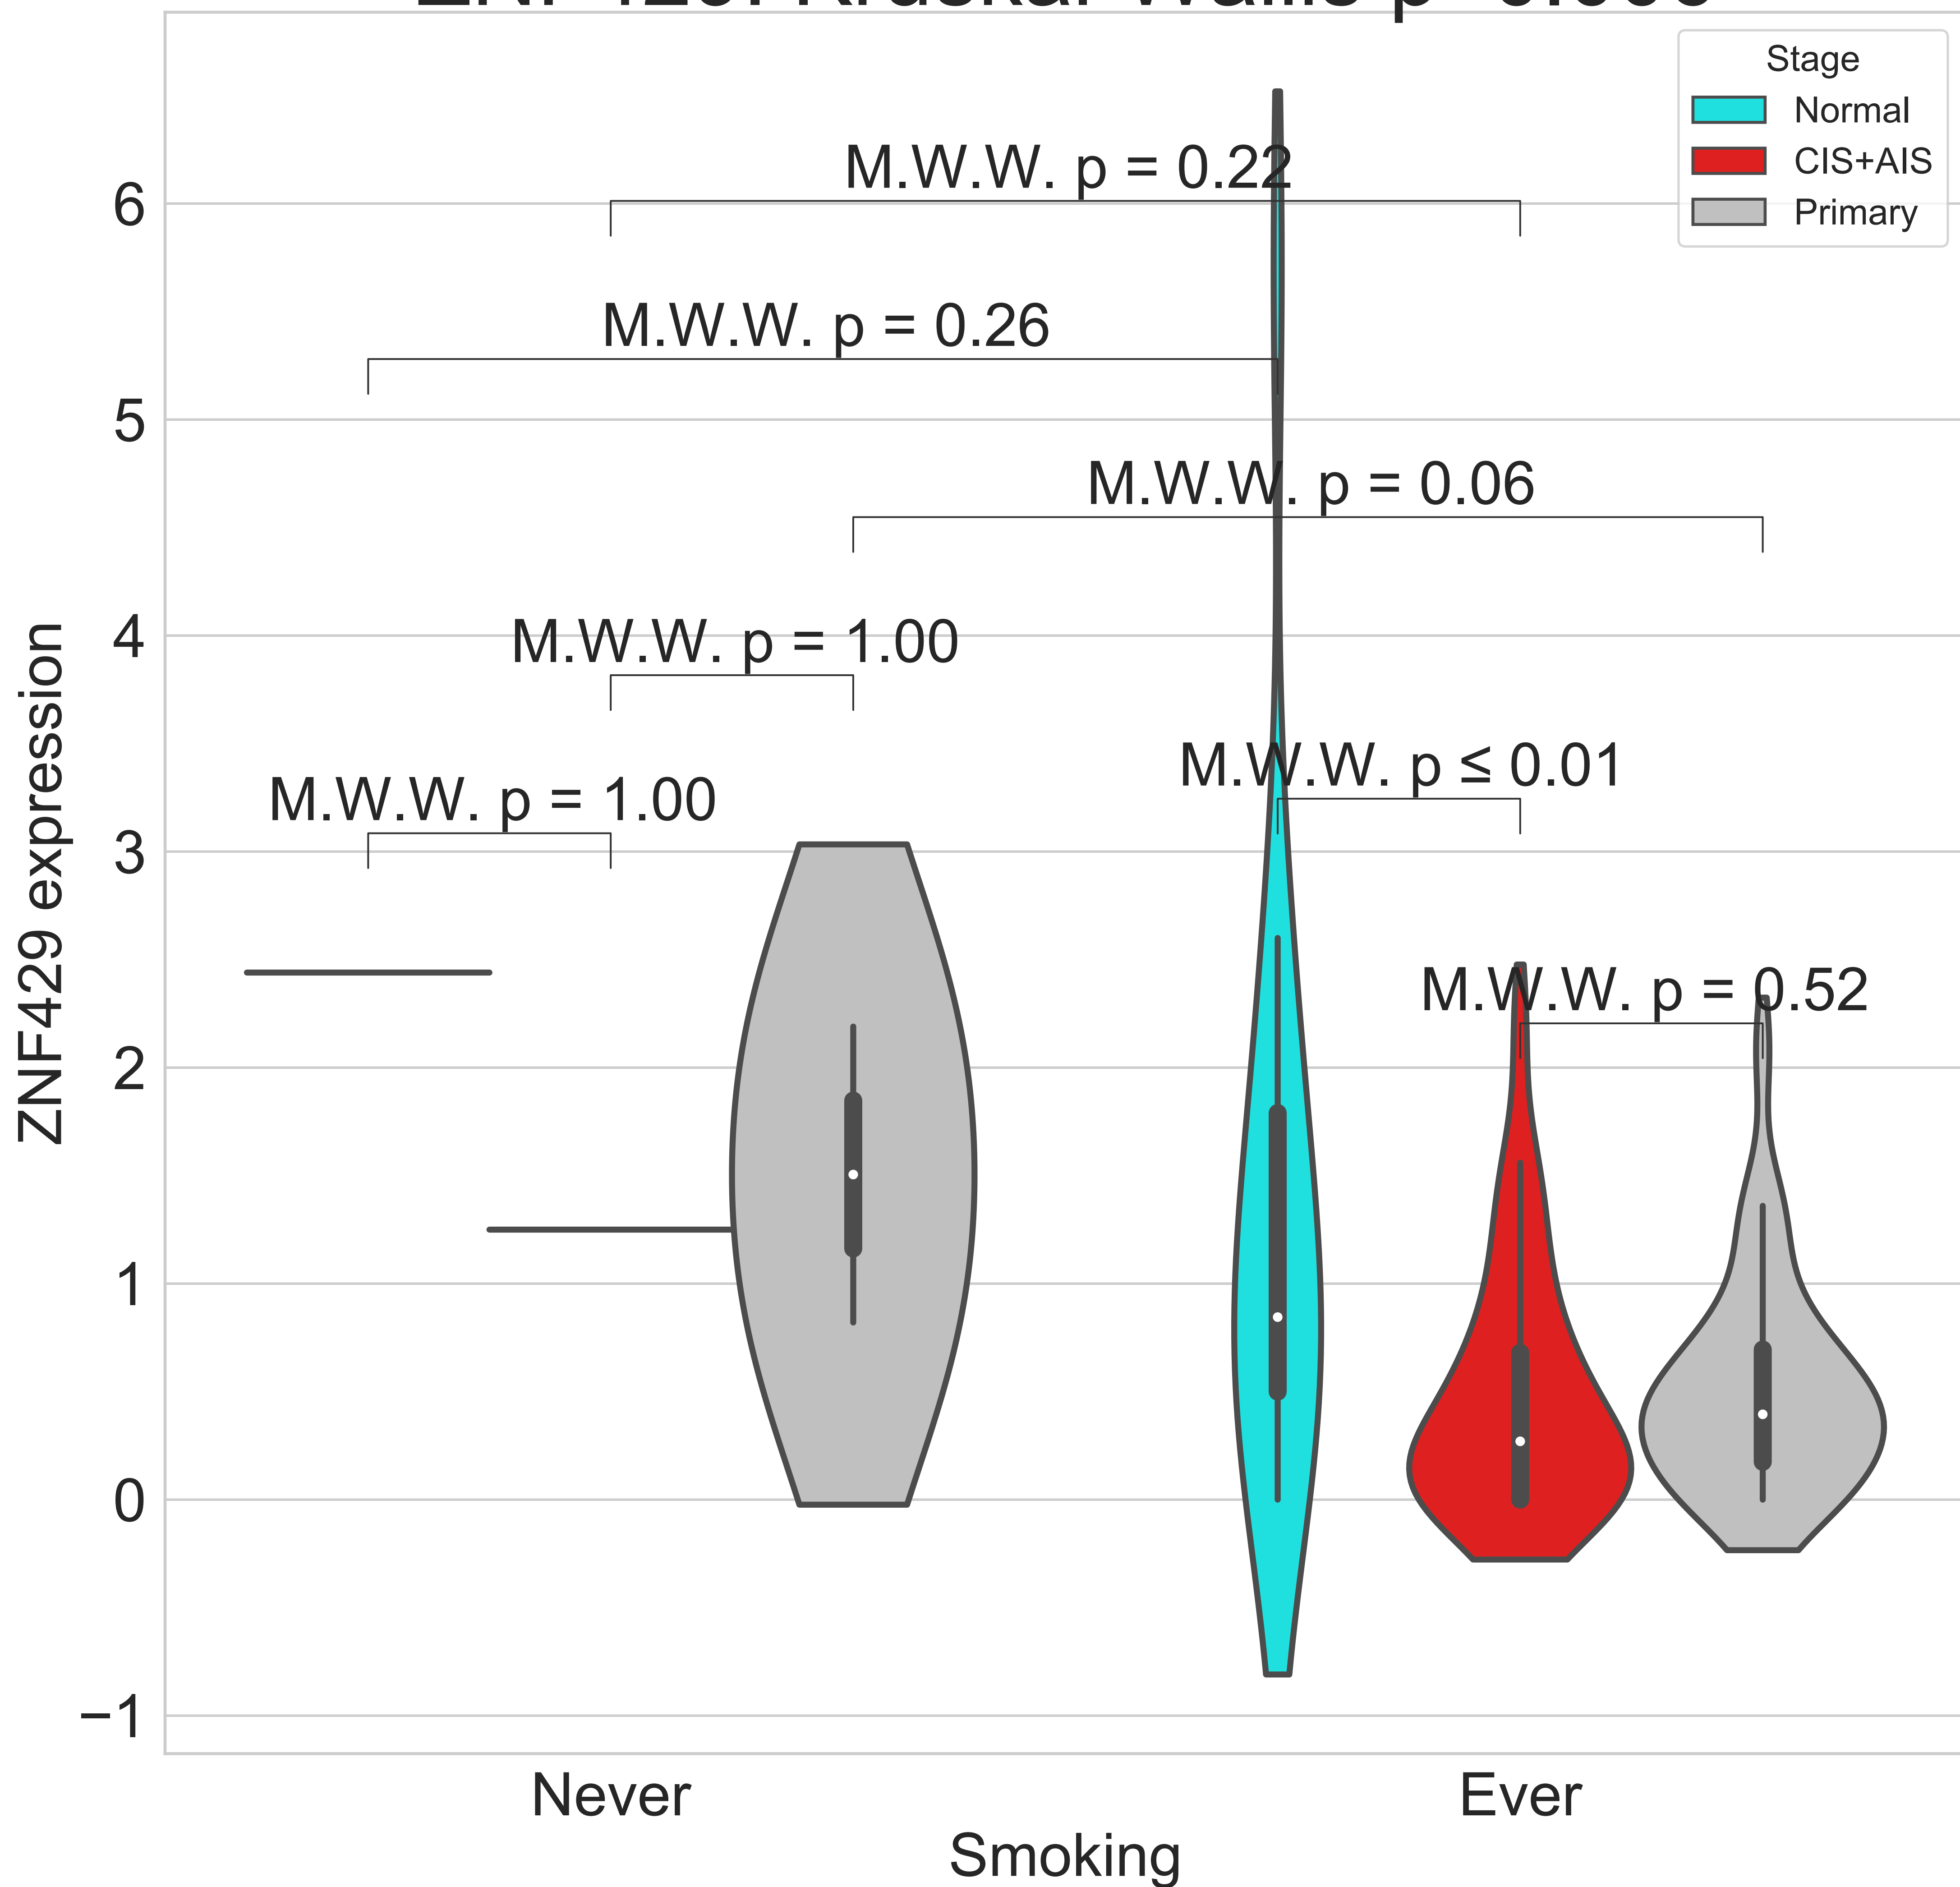 Stage
Normal
CIS+AIS
Primary
M.W.W. p = 0.22
M.W.W. p = 0.26
M.W.W. p = 0.06
M.W.W. p = 1.00
M.W.W. p ≤ 0.01
M.W.W. p = 1.00
M.W.W. p = 0.52
6
5
4
3
2
1
0
−1
ZNF429 expression
Never
Ever
Smoking